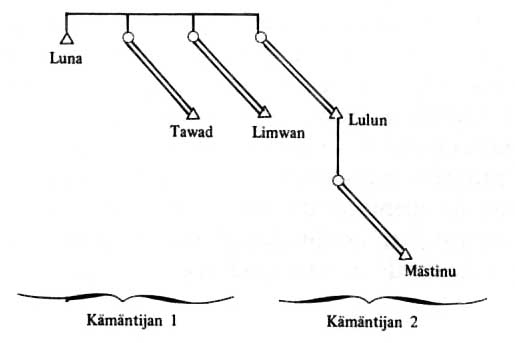 Luna
Tawad Limwan Lulun
Mästinu
Kämäntijan 1 Kämäntijan 2